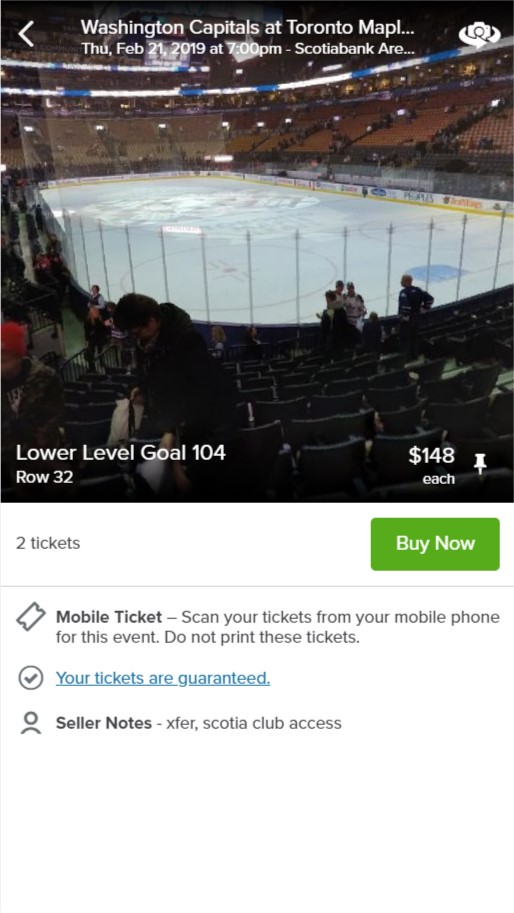 Washington Capitals at Toronto Mapl...
Thu, Feb 21, 2019 at 7:00pm - Scotiabank Are...
PEOPLES
DraftKings
Lower Level Goal 104
$148
Row 32
each
2 tickets
Buy Now
Mobile Ticket – Scan your tickets from your mobile phone
for this event. Do not print these tickets.
Your tickets are guaranteed.
Seller Notes - xfer, scotia club access